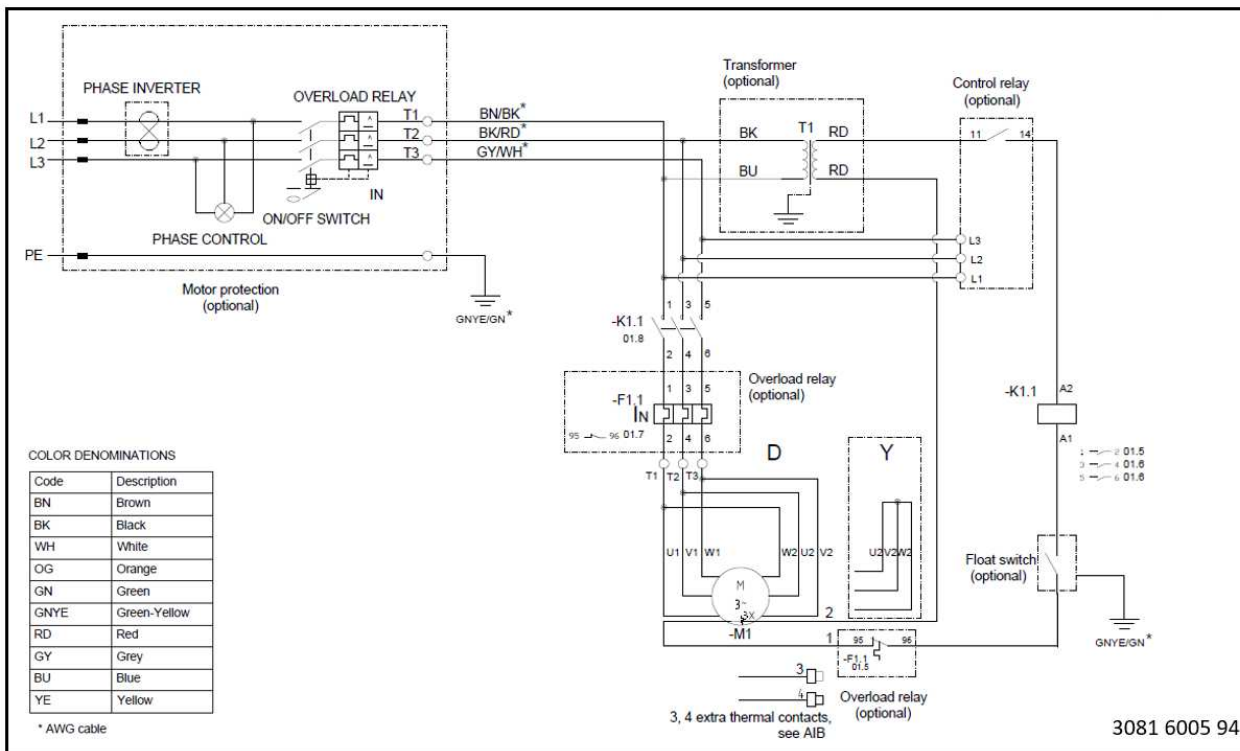 PHASE INVERTER
OVERLOAD RELAY
L1
L2
L3
T1
T2
T3
BN/BK*
BK/RD*
GY/WH*
IN
ON/OFF SWITCH
PHASE CONTROL
PE
Motor protection
(optional)
GNYE/GN*
Transformer
(optional)
BK
T1
RD
BU
RD
Control relay
(optional)
11
14
L3
L2
L1
1
3
5
-K1.1
01.8
2
4
6
Overload relay
(optional)
1
3
5
-F1.1
IN
95
96
01.7
2
4
6
T1
T2
T3
D
Y
U1
V1
W1
W2
U2
V2
U2
V2
W2
M
3~
3X
-M1
2
1
95
96
-F1.1
01.5
Overload relay
(optional)
3
4
3, 4 extra thermal contacts,
see AIB
-K1.1
A2
A1
1 2 01.5
3 4 01.6
5 6 01.6
Float switch
(optional)
GNYE/GN*
COLOR DENOMINATIONS
Code Description
BN Brown
BK Black
WH White
OG Orange
GN Green
GNYE Green-Yellow
RD Red
GY Grey
BU Blue
YE Yellow
* AWG cable
3081 6005 94